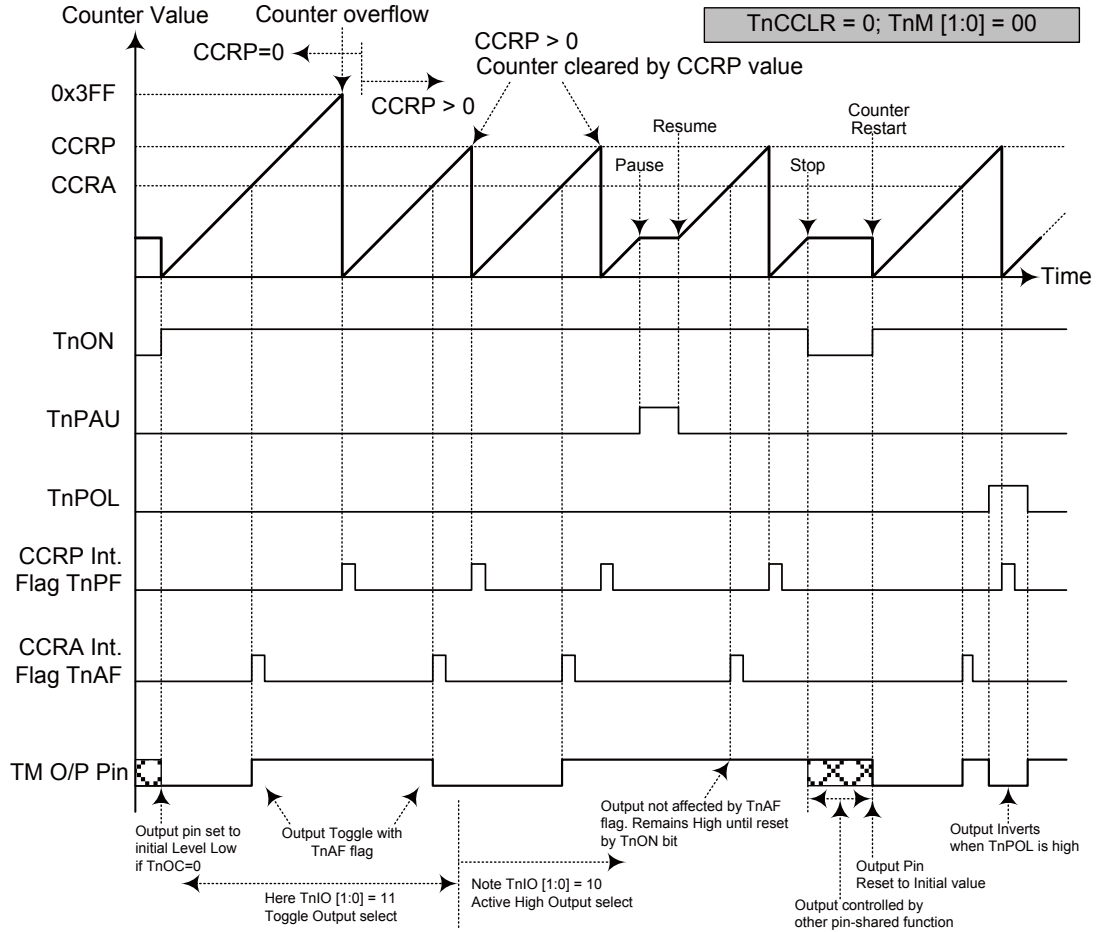 Counter Value
Counter overflow
TnCCLR = 0; TnM [1:0] = 00
CCRP=0
CCRP > 0
CCRP > 0
Counter cleared by CCRP value
0x3FF
CCRP
CCRA
Pause
Resume
Stop
Counter
Restart
Time
TnON
TnPAU
TnPOL
CCRP Int.
Flag TnPF
CCRA Int.
Flag TnAF
TM O/P Pin
Output pin set to
initial Level Low
if TnOC=0
Output Toggle with
TnAF flag
Output not affected by TnAF
flag. Remains High until reset
by TnON bit
Output Inverts
when TnPOL is high
Output Pin
Reset to Initial value
Here TnIO [1:0] = 11
Toggle Output select
Note TnIO [1:0] = 10
Active High Output select
Output controlled by
other pin-shared function